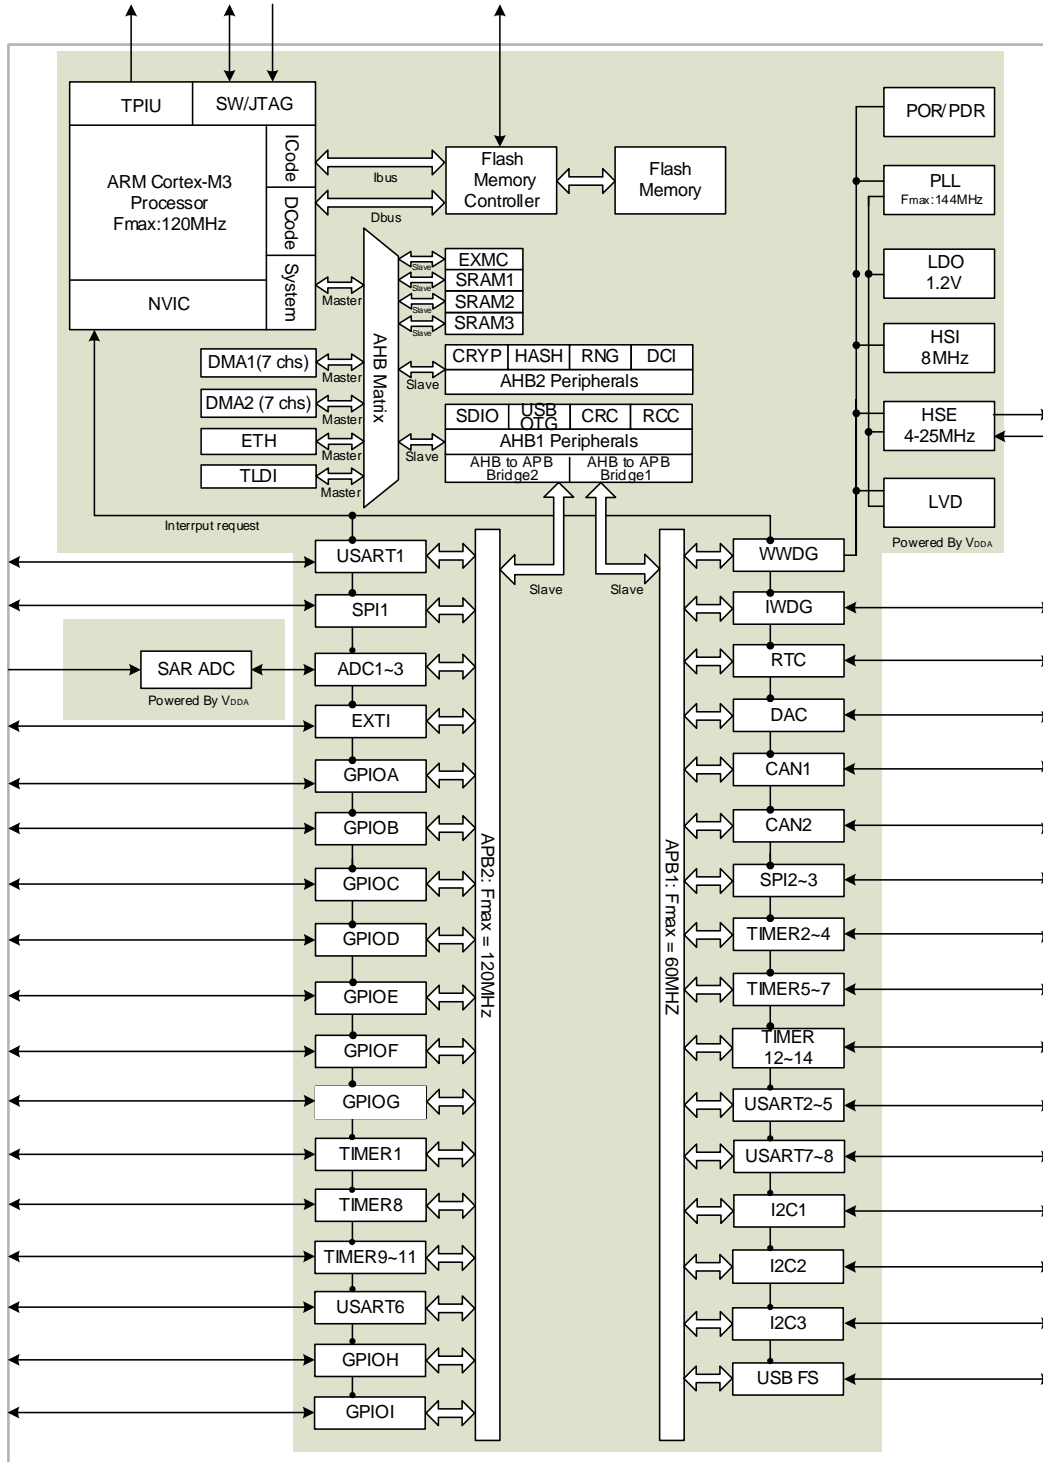 TPIU
SW/JTAG
ARM Cortex-M3
Processor
Fmax:120MHz
ICode
DCode
System
NVIC
Ibus
Dbus
Flash
Memory
Controller
Flash
Memory
POR/PDR
PLL
Fmax:144MHz
LDO
1.2V
HSI
8MHz
HSE
4-25MHz
LVD
Powered By VDDA
Master
AHB Matrix
Slave
EXMC
Slave
SRAM1
Slave
SRAM2
Slave
SRAM3
DMA1(7 chs)
Master
DMA2 (7 chs)
Master
ETH
Master
TLDI
Master
Slave
CRYP
HASH
RNG
DCI
AHB2 Peripherals
SDIO
USB
OTG
CRC
RCC
Slave
AHB1 Peripherals
AHB to APB
Bridge2
AHB to APB
Bridge1
Interrput request
Slave
Slave
USART1
SPI1
SAR ADC
Powered By VDDA
ADC1~3
EXTI
GPIOA
GPIOB
GPIOC
GPIOD
GPIOE
GPIOF
GPIOG
TIMER1
TIMER8
TIMER9~11
USART6
GPIOH
GPIOI
APB2: Fmax = 120MHz
APB1: Fmax = 60MHZ
WWDG
IWDG
RTC
DAC
CAN1
CAN2
SPI2~3
TIMER2~4
TIMER5~7
TIMER
12~14
USART2~5
USART7~8
I2C1
I2C2
I2C3
USB FS